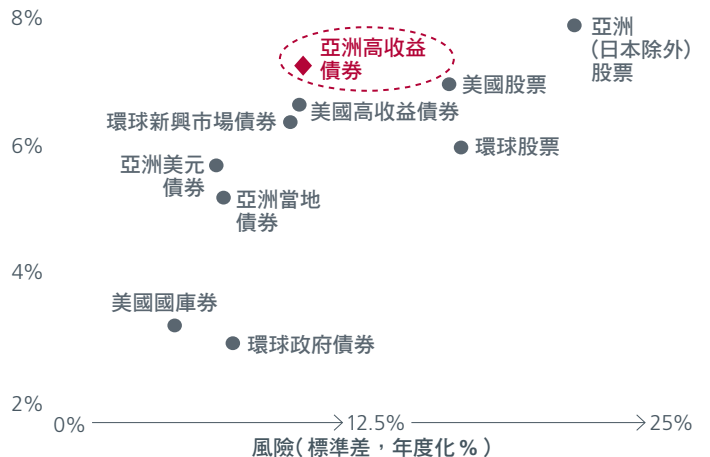 8%
亞洲
(日本除外)
股票
亞洲高收益
債券
美國股票
美國高收益債券
環球新興市場債券
6%
環球股票
亞洲美元
債券
亞洲當地
債券
4%
美國國庫券
環球政府債券
2%
0%
12.5%
25%
風險(標準差，年度化%)